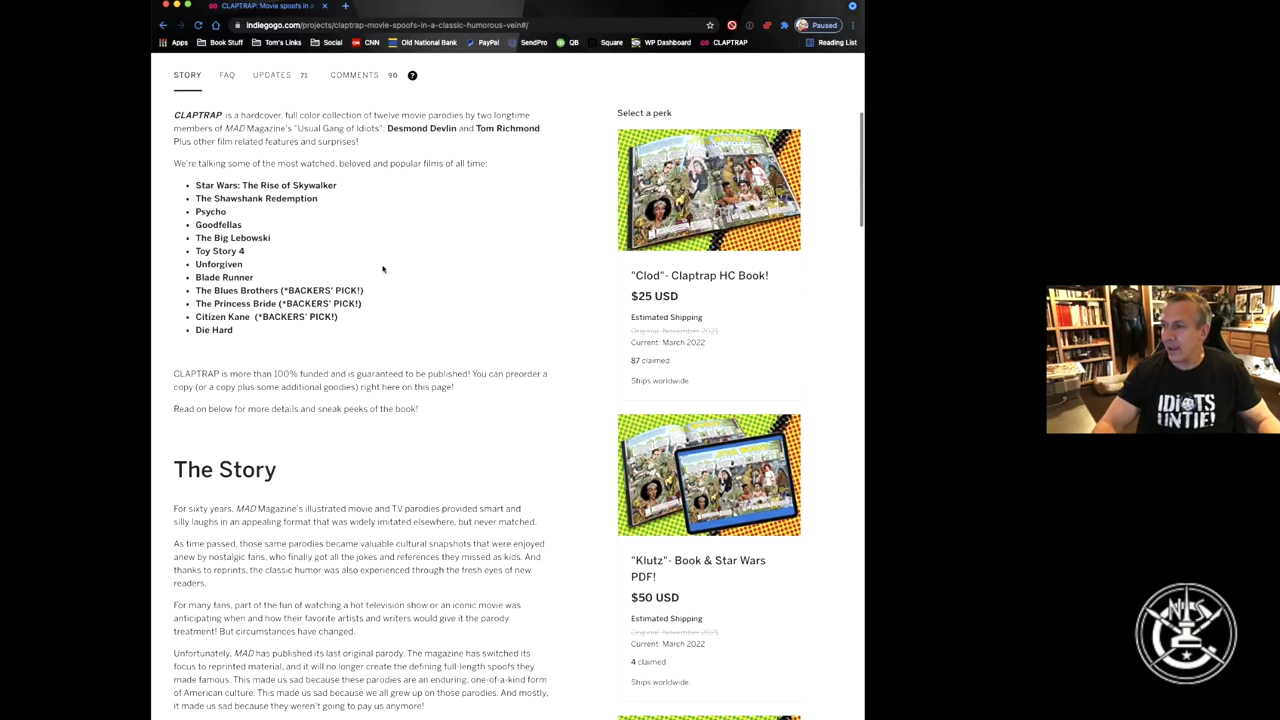 CLAPTRAP: Movie spoofs in a
indiegogo.com/projects/claptrap-movie-spoofs-in-a-classic-humorous-vein#/
Paused
Apps Book Stuff Tom's Links Social CNN Old National Bank PayPal SendPro QB Square WP Dashboard CLAPTRAP Reading List
STORY FAQ UPDATES 71 COMMENTS 90 ?
CLAPTRAP is a hardcover, full color collection of twelve movie parodies by two longtime
members of MAD Magazine's "Usual Gang of Idiots": Desmond Devlin and Tom Richmond.
Plus other film related features and surprises!
We're talking some of the most watched, beloved and popular films of all time:
• Star Wars: The Rise of Skywalker
• The Shawshank Redemption
• Psycho
• Goodfellas
• The Big Lebowski
• Toy Story 4
• Unforgiven
• Blade Runner
• The Blues Brothers (*BACKERS' PICK!)
• The Princess Bride (*BACKERS' PICK!)
• Citizen Kane (*BACKERS' PICK!)
• Die Hard
CLAPTRAP is more than 100% funded and is guaranteed to be published! You can preorder a
copy (or a copy plus some additional goodies) right here on this page!
Read on below for more details and sneak peeks of the book!
The Story
For sixty years, MAD Magazine's illustrated movie and TV parodies provided smart and
silly laughs in an appealing format that was widely imitated elsewhere, but never matched.
As time passed, those same parodies became valuable cultural snapshots that were enjoyed
anew by nostalgic fans, who finally got all the jokes and references they missed as kids. And
thanks to reprints, the classic humor was also experienced through the fresh eyes of new
readers.
For many fans, part of the fun of watching a hot television show or an iconic movie was
anticipating when and how their favorite artists and writers would give it the parody
treatment! But circumstances have changed.
Unfortunately, MAD has published its last original parody. The magazine has switched its
focus to reprinted material, and it will no longer create the defining full-length spoofs they
made famous. This made us sad because these parodies are an enduring, one-of-a-kind form
of American culture. This made us sad because we all grew up on those parodies. And mostly,
it made us sad because they weren't going to pay us anymore!
Select a perk
"Clod"- Claptrap HC Book!
$25 USD
Estimated Shipping
Original: November 2021
Current: March 2022
87 claimed
Ships worldwide.
"Klutz"- Book & Star Wars
PDF!
$50 USD
Estimated Shipping
Original: November 2021
Current: March 2022
4 claimed
Ships worldwide.
IDIOTS
UNTIE!
NCS